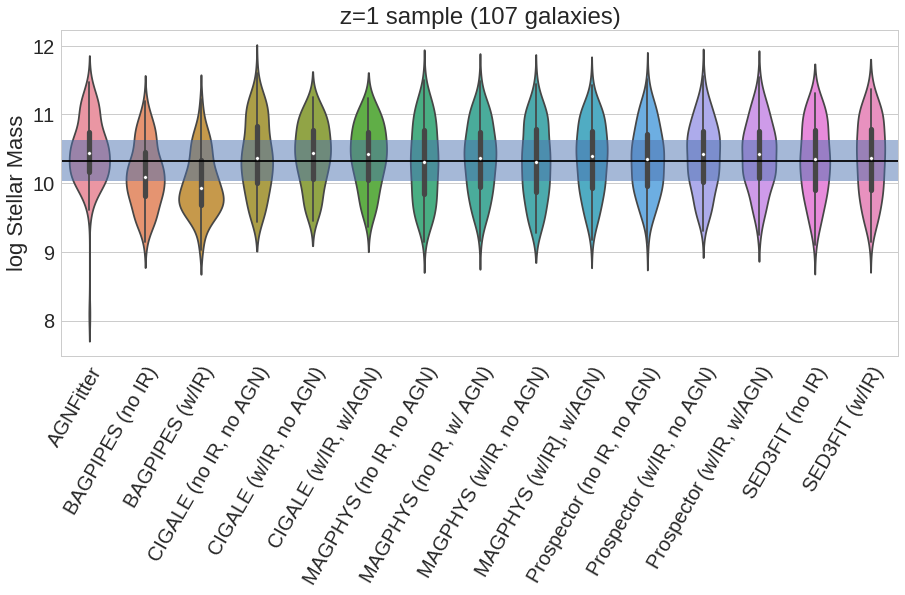 z=1 sample (107 galaxies)
log Stellar Mass
12
11
10
9
8
AGNFitter
BAGPIPES (no IR)
BAGPIPES (w/IR)
CIGALE (no IR, no AGN)
CIGALE (w/IR, no AGN)
CIGALE (w/IR, w/AGN)
MAGPHYS (no IR, no AGN)
MAGPHYS (no IR, w/ AGN)
MAGPHYS (w/IR, no AGN)
MAGPHYS (w/IR], w/AGN)
Prospector (no IR, no AGN)
Prospector (w/IR, no AGN)
Prospector (w/IR, w/AGN)
SED3FIT (no IR)
SED3FIT (w/IR)